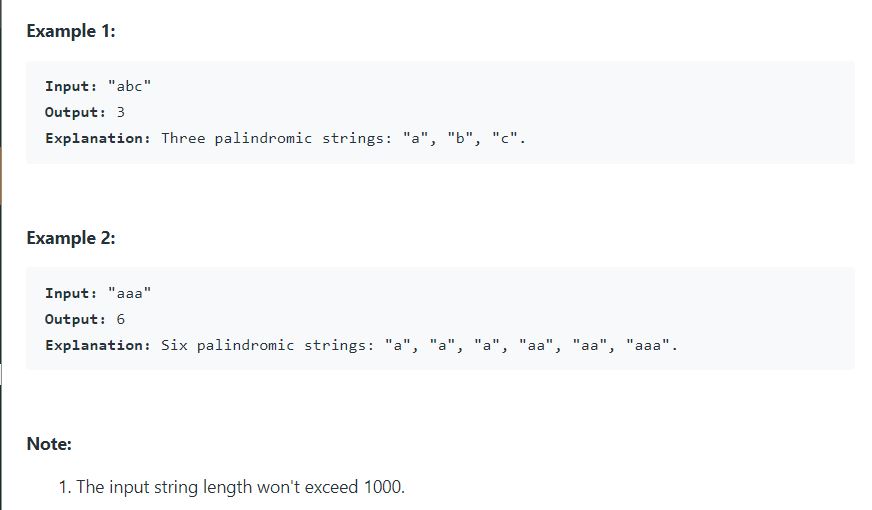 Example 1:
Input: "abc"
Output: 3
Explanation: Three palindromic strings: "a", "b", "c".
Example 2:
Input: "aaa"
Output: 6
Explanation: Six palindromic strings: "a", "a", "a", "aa", "aa", "aaa".
Note:
1. The input string length won't exceed 1000.